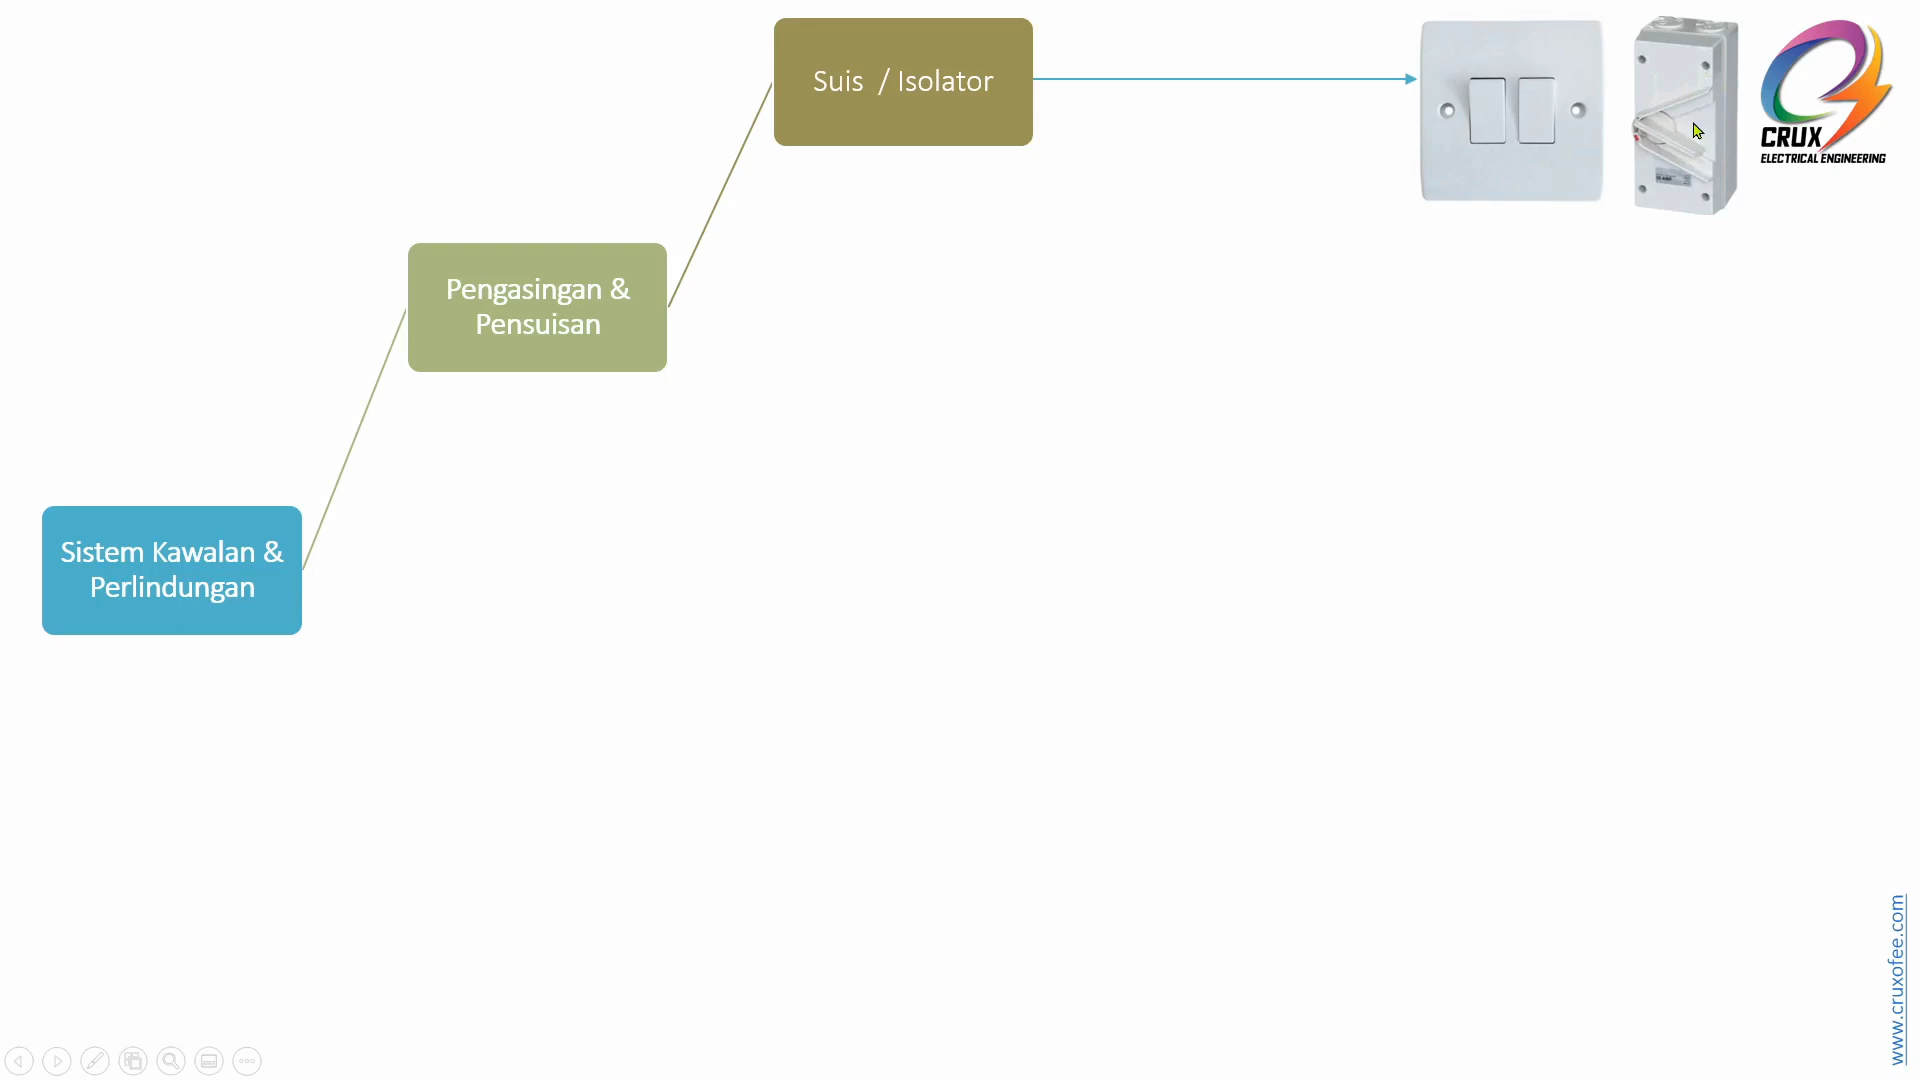 Suis / Isolator
CRUX
ELECTRICAL ENGINEERING
Pengasingan &
Pensuisan
Sistem Kawalan &
Perlindungan
www.cruxofee.com